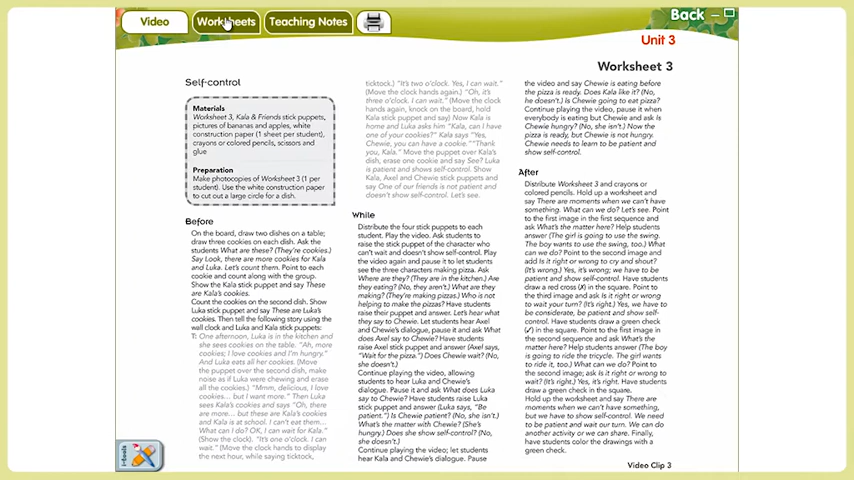 Video
Worksheets
Teaching Notes
Back
Unit 3
Worksheet 3
Self-control
Materials
Worksheet 3, Kala & Friends stick puppets,
pictures of bananas and apples, white
construction paper (1 sheet per student),
crayons or colored pencils, scissors and
glue
Preparation
Make photocopies of Worksheet 3 (1 per
student). Use the white construction paper
to cut out a large circle for a dish.
Before
On the board, draw two dishes on a table;
draw three cookies on each dish. Ask the
students What are these? (They're cookies.)
Say Look, there are more cookies for Kala
and Luka. Let's count them. Point to each
cookie and count along with the group.
Show the Kala stick puppet and say These
are Kala's cookies.
Count the cookies on the second dish. Show
Luka stick puppet and say These are Luka's
cookies. Then tell the following story using the
wall clock and Luka and Kala stick puppets:
T: One afternoon, Luka is in the kitchen and
she sees cookies on the table. "Ah, more
cookies; I love cookies and I'm hungry."
And Luka eats all her cookies. (Move
the puppet over the second dish, make
noise as if Luka were chewing and erase
all the cookies.) "Mmm, delicious, I love
cookies... but I want more." Then Luka
sees Kala's cookies and says "Oh, there
are more... but these are Kala's cookies
and Kala is at school. I can't eat them...
What can I do? OK, I can wait for Kala."
(Show the clock). "It's one o'clock. I can
wait." (Move the clock hands to display
the next hour, while saying ticktock,
ticktock.) "It's two o'clock. Yes, I can wait."
(Move the clock hands again.) "Oh, it's
three o'clock. I can wait." (Move the clock
hands again, knock on the board, hold
Kala stick puppet and say) Now Kala is
home and Luka asks him "Kala, can I have
one of your cookies?" Kala says "Yes,
Chewie, you can have a cookie." "Thank
you, Kala." Move the puppet over Kala's
dish, erase one cookie and say See? Luka
is patient and shows self-control. Show
Kala, Axel and Chewie stick puppets and
say One of our friends is not patient and
doesn't show self-control. Let's see.
While
Distribute the four stick puppets to each
student. Play the video. Ask students to
raise the stick puppet of the character who
can't wait and doesn't show self-control. Play
the video again and pause it to let students
see the three characters making pizza. Ask
Where are they? (They are in the kitchen.) Are
they eating? (No, they aren't.) What are they
making? (They're making pizzas.) Who is not
helping to make the pizzas? Have students
raise their puppet and answer. Let's hear what
they say. Let students hear Axel
and Chewie's dialogue, pause it and ask What
does Axel say to Chewie? Have students
raise Axel stick puppet and answer (Axel says,
"Wait for the pizza.") Does Chewie wait? (No,
she doesn't.)
Continue playing the video, allowing
students to hear Luka and Chewie's
dialogue. Pause it and ask What does Luka
say to Chewie? Have students raise Luka
stick puppet and answer (Luka says, "Be
patient.") Is Chewie patient? (No, she isn't.)
What's the matter with Chewie? (She's
hungry.) Does she show self-control? (No,
she doesn't.)
Continue playing the video; let students
hear Kala and Chewie's dialogue. Pause
the video and say Chewie is eating before
the pizza is ready. Does Kala like it? (No,
he doesn't.) Is Chewie going to eat pizza?
Continue playing the video, pause it when
everybody is eating but Chewie and ask Is
Chewie hungry? (No, she isn't.) Now the
pizza is ready, but Chewie is not hungry.
Chewie needs to learn to be patient and
show self-control.
After
Distribute Worksheet 3 and crayons or
colored pencils. Hold up a worksheet and
say There are moments when we can't have
something. What can we do? Let's see. Point
to the first image in the first sequence and
ask What's the matter here? Help students
answer (The girl is going to use the swing.
The boy wants to use the swing, too.) What
can we do? Point to the second image and
add Is it right or wrong to cry and shout?
(It's wrong.) Yes, it's wrong; we have to be
patient and show self-control. Have students
draw a red cross (✗) in the square. Point to
the third image and ask Is it right or wrong
to wait your turn? (It's right.) Yes, we have to
be considerate, be patient and show self-
control. Have students draw a green check
(✓) in the square. Point to the first image in
the second sequence and ask What's the
matter here? Help students answer (The boy
is going to ride the tricycle. The girl wants
to ride it, too.) What can we do? Point to
the second image; ask Is it right or wrong to
wait? (It's right.) Yes, it's right. Have students
draw a green check in the square.
Hold up the worksheet and say There are
moments when we can't have something,
but we have to show self-control. We need
to be patient and wait our turn. We can do
another activity or we can share. Finally,
have students color the drawings with a
green check.
Video Clip 3
i-tools